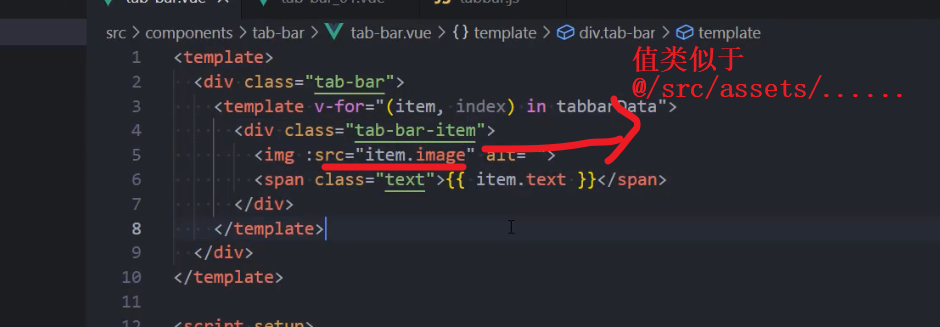 tab-bar.vue
tab-bar_01.vue
tabbar.js
src > components > tab-bar > tab-bar.vue > {} template > div.tab-bar > template
1 <template>
2 <div class="tab-bar">
3 <template v-for="(item, index) in tabbarData">
4 <div class="tab-bar-item">
5 <img :src="item.image" alt="">
6 <span class="text">{{ item.text }}</span>
7 </div>
8 </template>
9 </div>
10 </template>
11
12 <script setup>
值类似于
@/src/assets/......